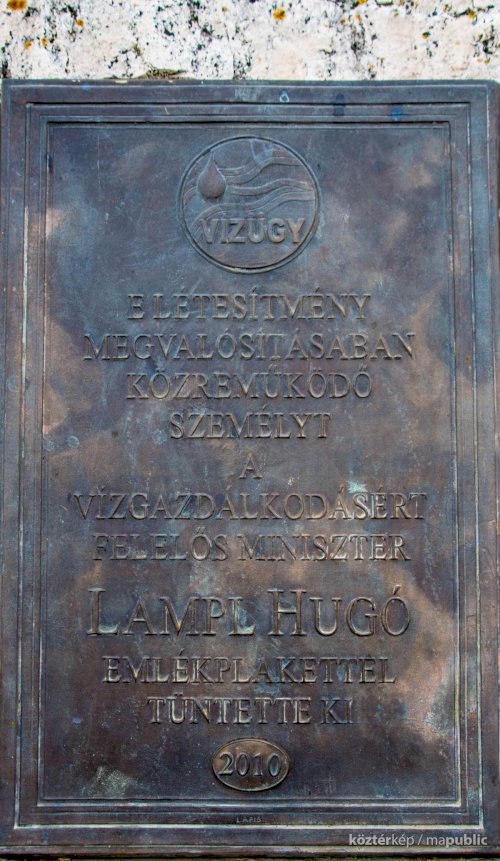 VÍZÜGY
E LÉTESÍTMÉNY
MEGVALÓSÍTÁSÁBAN
KÖZREMŰKÖDŐ
SZEMÉLYT
A
VÍZGAZDÁLKODÁSÉRT
FELELŐS MINISZTER
LAMPL HUGÓ
EMLÉKPLAKETTEL
TÜNTETTE KI
2010
LAPIS
köztérkép / mapublic